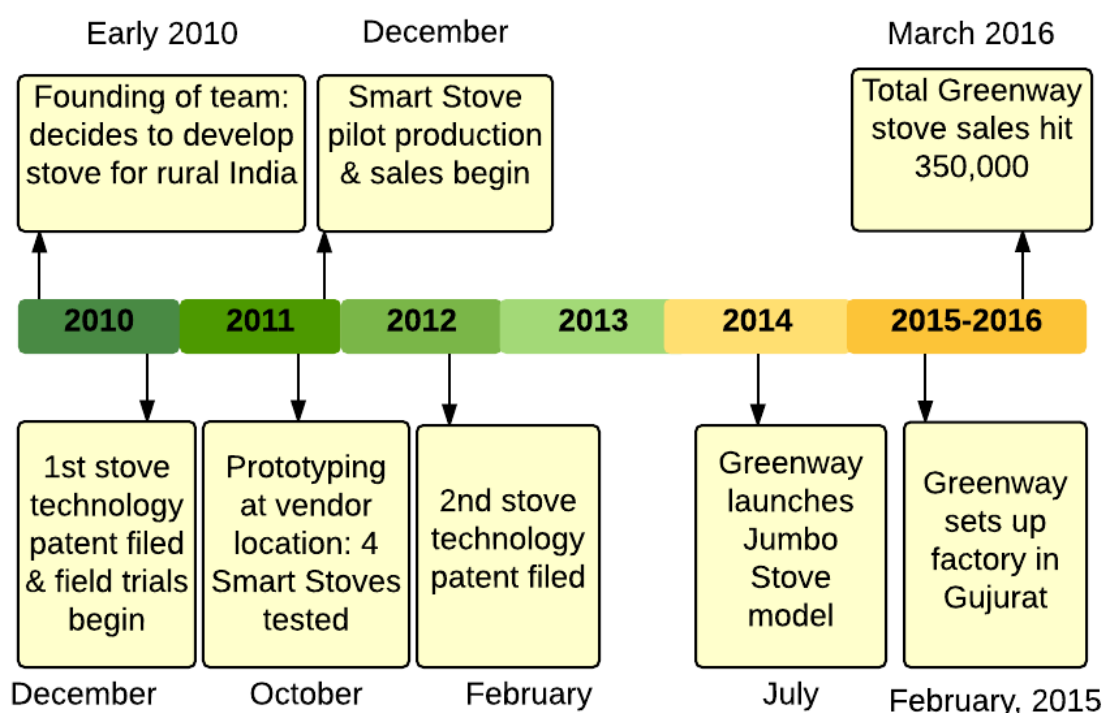 Early 2010
December
March 2016
Founding of team:
decides to develop
stove for rural India
Smart Stove
pilot production
& sales begin
Total Greenway
stove sales hit
350,000
2010
2011
2012
2013
2014
2015-2016
1st stove
technology
patent filed
& field trials
begin
Prototyping
at vendor
location: 4
Smart Stoves
tested
2nd stove
technology
patent filed
Greenway
launches
Jumbo
Stove
model
Greenway
sets up
factory in
Gujurat
December
October
February
July
February, 2015